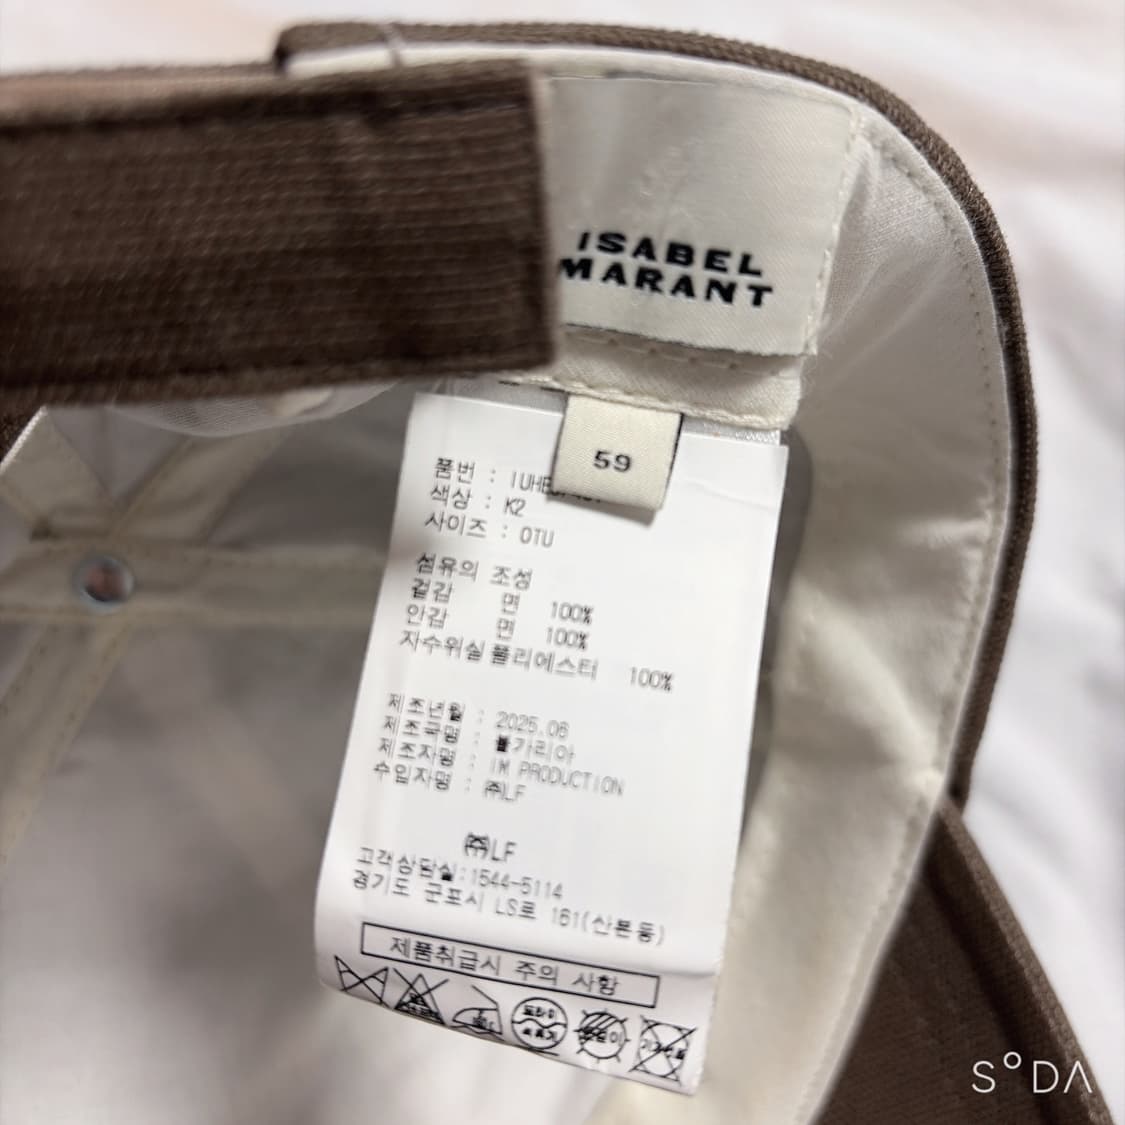 ISABEL
MARANT
59
품번 : IUHE
색상 : K2
사이즈 : OTU
섬유의 조성
겉감 면 100%
안감 면 100%
자수위실 폴리에스터 100%
제조년월 : 2025.06
제조국명 : 불가리아
제조자명 : IM PRODUCTION
수입자명 : ㈜LF
㈜LF
고객상담실:1544-5114
경기도 군포시 LS로 161(산본동)
제품취급시 주의 사항
드라이
SODA